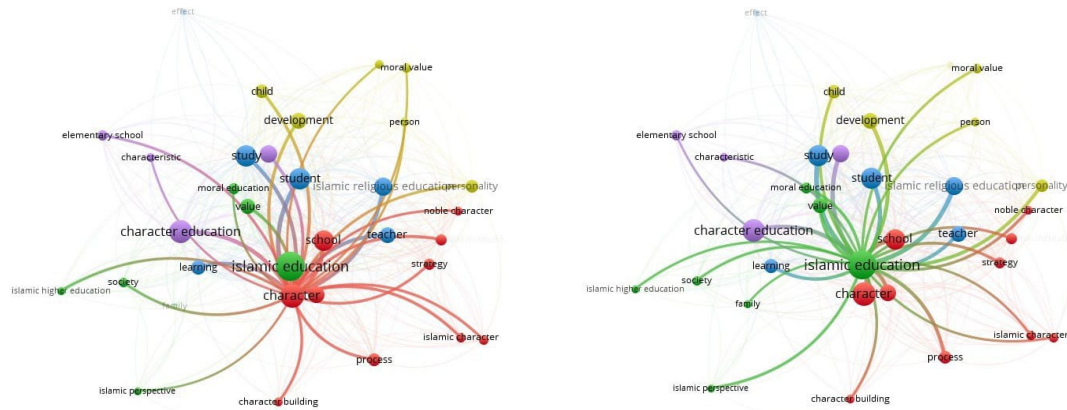 effect
moral value
child
development
person
elementary school
characteristic
study
student
moral education
islamic religious education
personality
value
noble character
character education
school
teacher
islamic education
learning
strategy
society
islamic higher education
family
character
islamic character
process
islamic perspective
character building
effect
moral value
child
development
person
elementary school
characteristic
study
student
moral education
islamic religious education
personality
value
noble character
character education
school
teacher
islamic education
learning
strategy
society
islamic higher education
family
character
islamic character
process
islamic perspective
character building